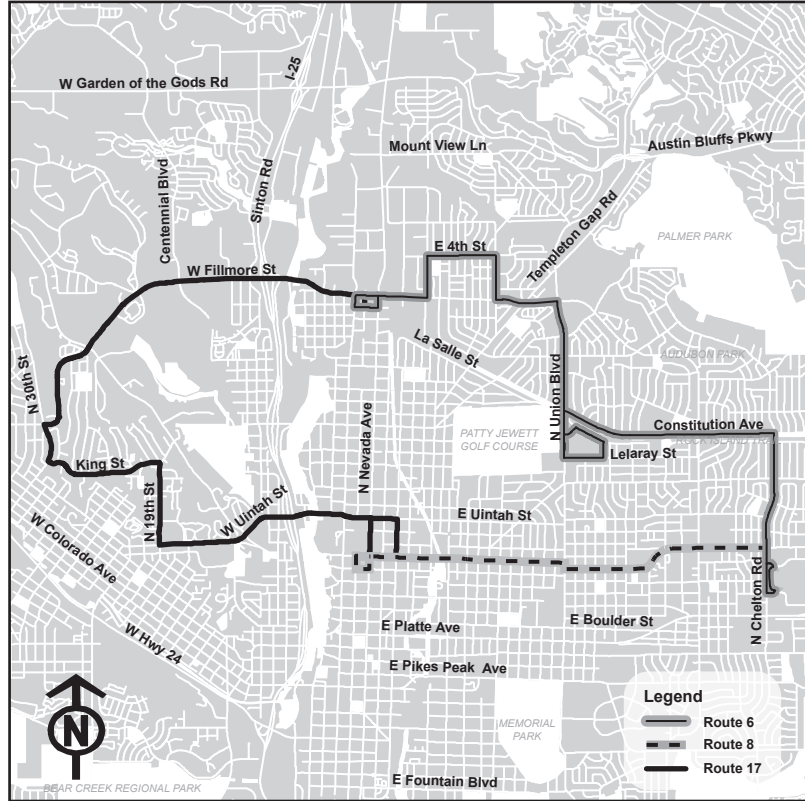 I-25
W Garden of the Gods Rd
Austin Bluffs Pkwy
Mount View Ln
Centennial Blvd
Sinton Rd
Templeton Gap Rd
PALMER PARK
E 4th St
W Fillmore St
La Salle St
AUDUBON PARK
N 30th St
N Union Blvd
N Nevada Ave
Constitution Ave
PATTY JEWETT
GOLF COURSE
ROCK ISLAND TRAIL
Lelaray St
King St
N 19th St
W Uintah St
E Uintah St
W Colorado Ave
N Chelton Rd
E Boulder St
E Platte Ave
W Hwy 24
E Pikes Peak Ave
Legend
Route 6
Route 8
Route 17
N
MEMORIAL
PARK
BEAR CREEK REGIONAL PARK
E Fountain Blvd